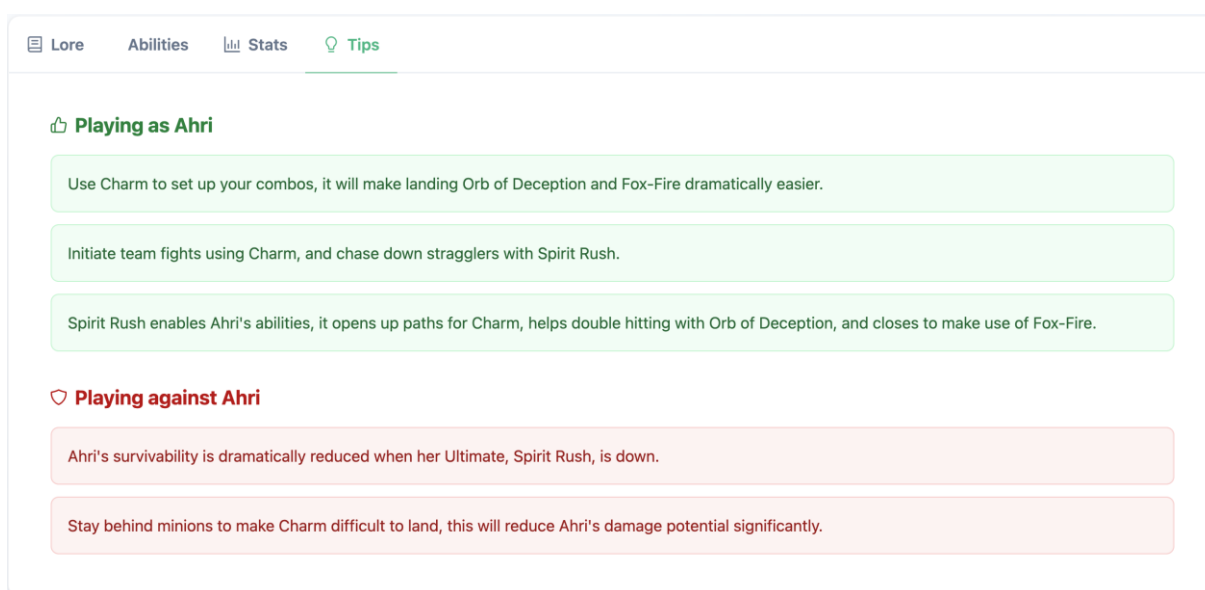 Lore Abilities Stats Tips
Playing as Ahri
Use Charm to set up your combos, it will make landing Orb of Deception and Fox-Fire dramatically easier.
Initiate team fights using Charm, and chase down stragglers with Spirit Rush.
Spirit Rush enables Ahri's abilities, it opens up paths for Charm, helps double hitting with Orb of Deception, and closes to make use of Fox-Fire.
Playing against Ahri
Ahri's survivability is dramatically reduced when her Ultimate, Spirit Rush, is down.
Stay behind minions to make Charm difficult to land, this will reduce Ahri's damage potential significantly.